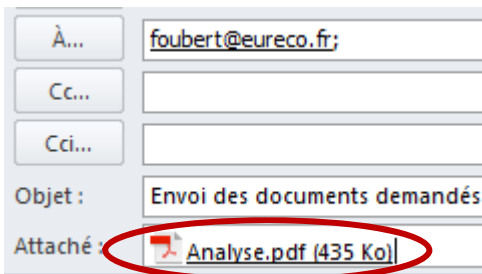 À... foubert@eureco.fr;
Cc...
Cci...
Objet : Envoi des documents demandés
Attaché : Analyse.pdf (435 Ko)